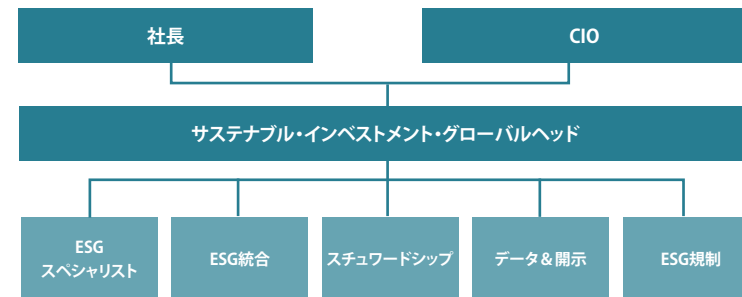 社長
CIO
サステナブル・インベストメント・グローバルヘッド
ESG
スペシャリスト
ESG統合
スチュワードシップ
データ＆開示
ESG規制